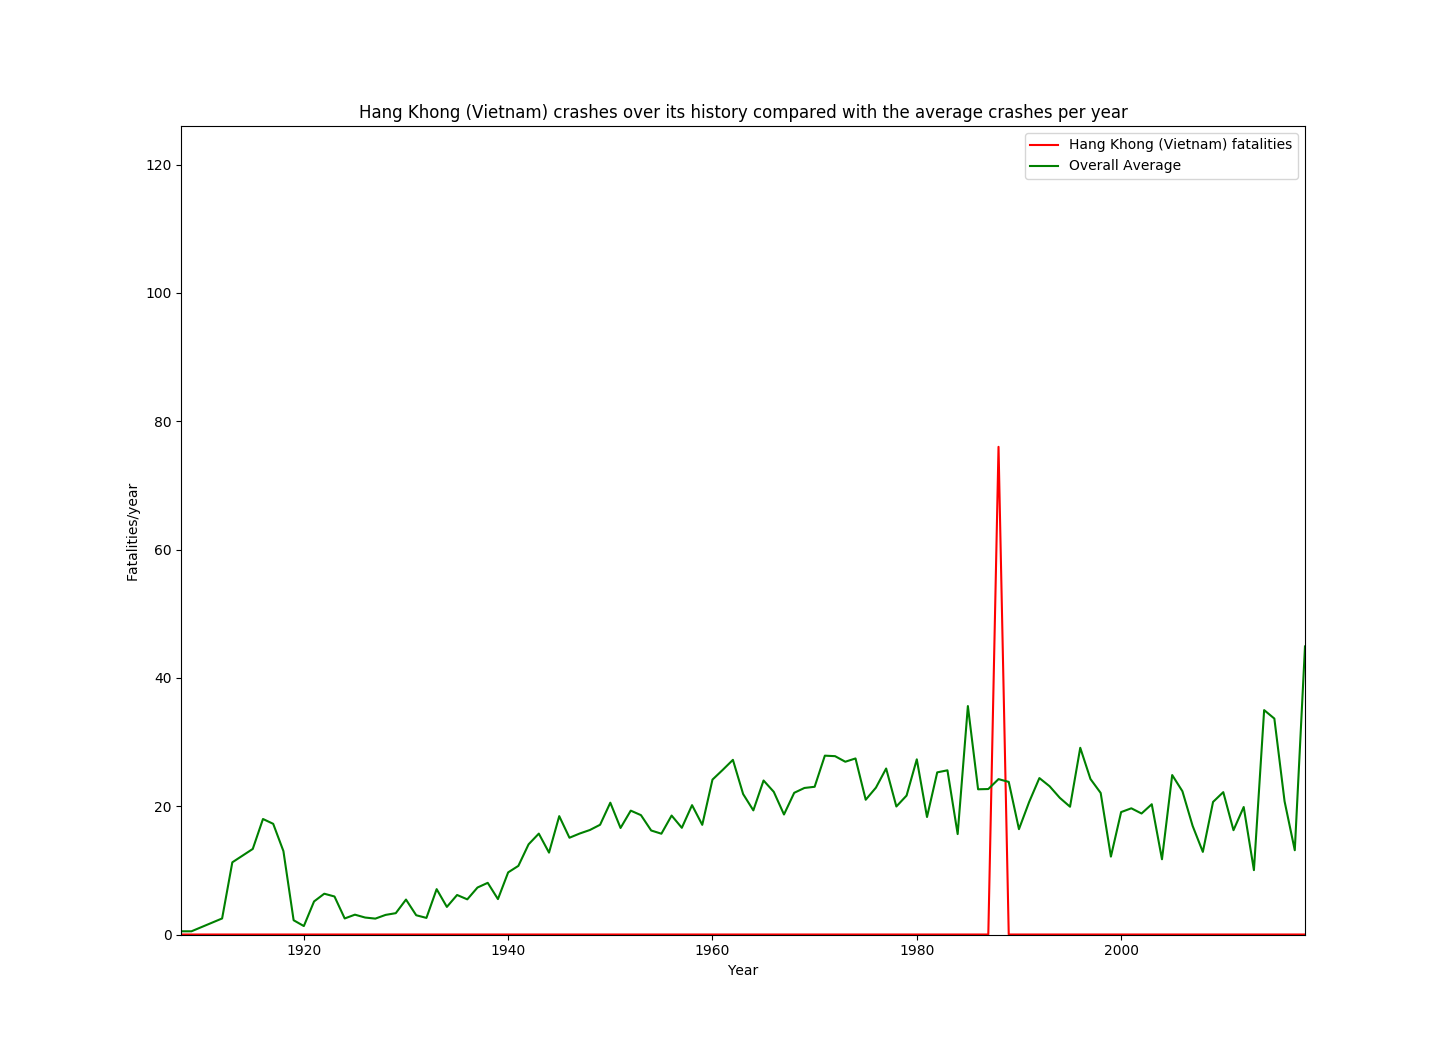 Hang Khong (Vietnam) crashes over its history compared with the average crashes per year
Hang Khong (Vietnam) fatalities
Overall Average
120
100
80
60
40
20
0
Fatalities/year
1920 1940 1960 1980 2000
Year